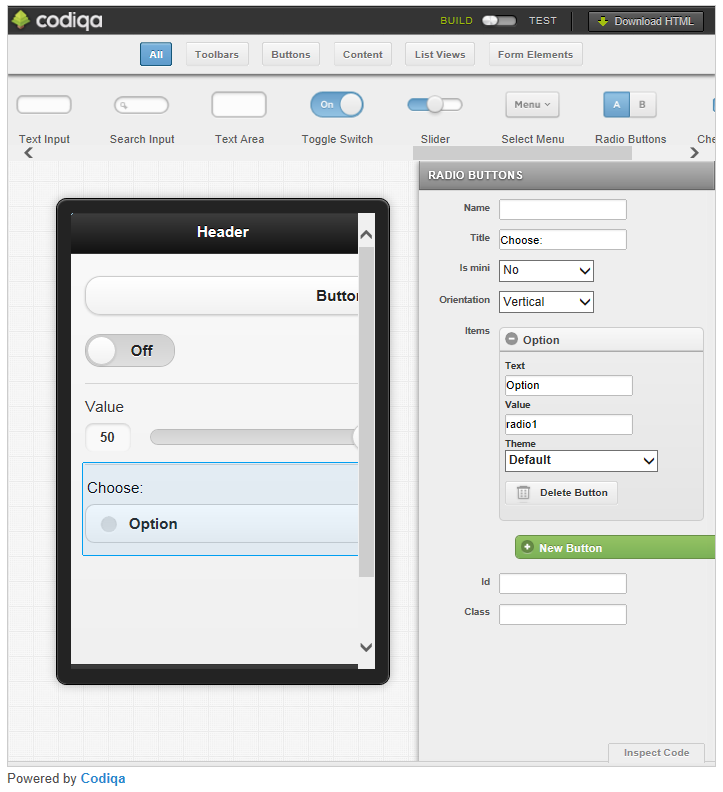 codiqa BUILD TEST Download HTML
All Toolbars Buttons Content List Views Form Elements
On Menu A B
Text Input Search Input Text Area Toggle Switch Slider Select Menu Radio Buttons
RADIO BUTTONS
Name
Title Choose:
Is mini No
Orientation Vertical
Items Option
Text
Option
Value
radio1
Theme
Default
Delete Button
New Button
Id
Class
Inspect Code
Header
Off
Value
50
Choose:
Option
Powered by Codiqa